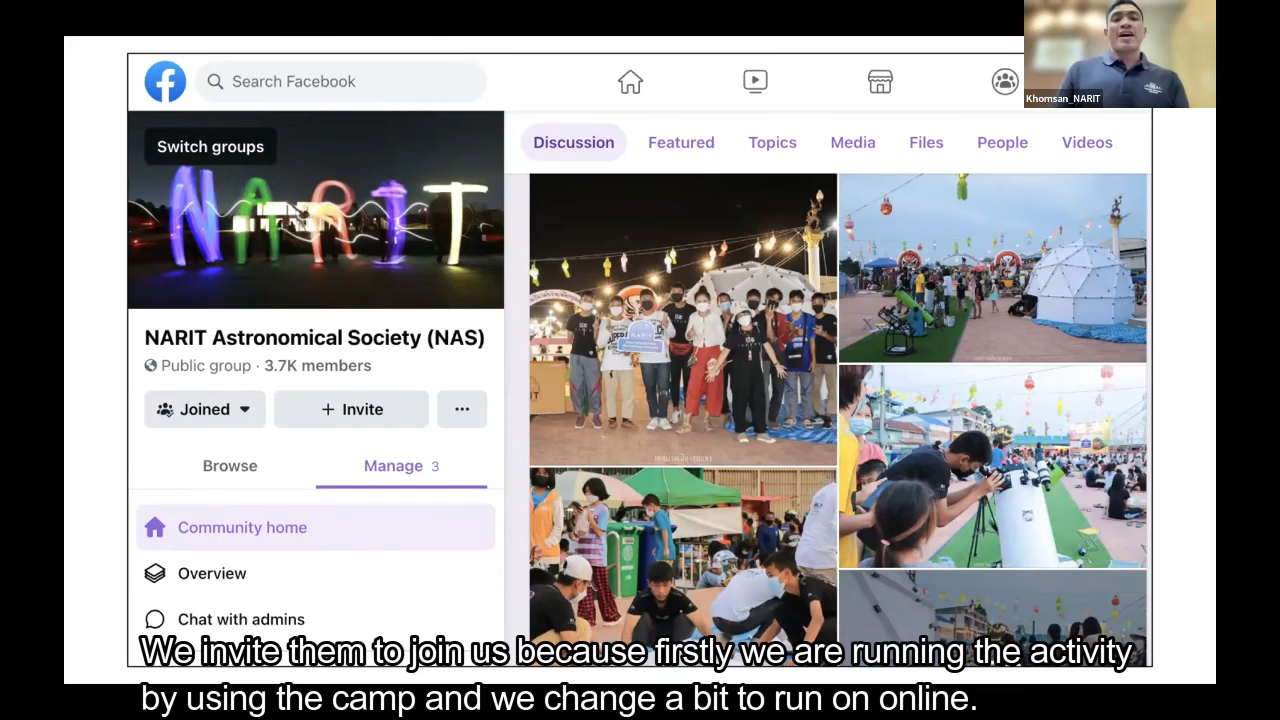 Search Facebook
Khomsan_NARIT
Switch groups
NARIT
Discussion Featured Topics Media Files People Videos
NARIT Astronomical Society (NAS)
Public group · 3.7K members
Joined + Invite ...
Browse Manage 3
Community home
Overview
Chat with admins
NARIT
We invite them to join us because firstly we are running the activity
by using the camp and we change a bit to run on online.